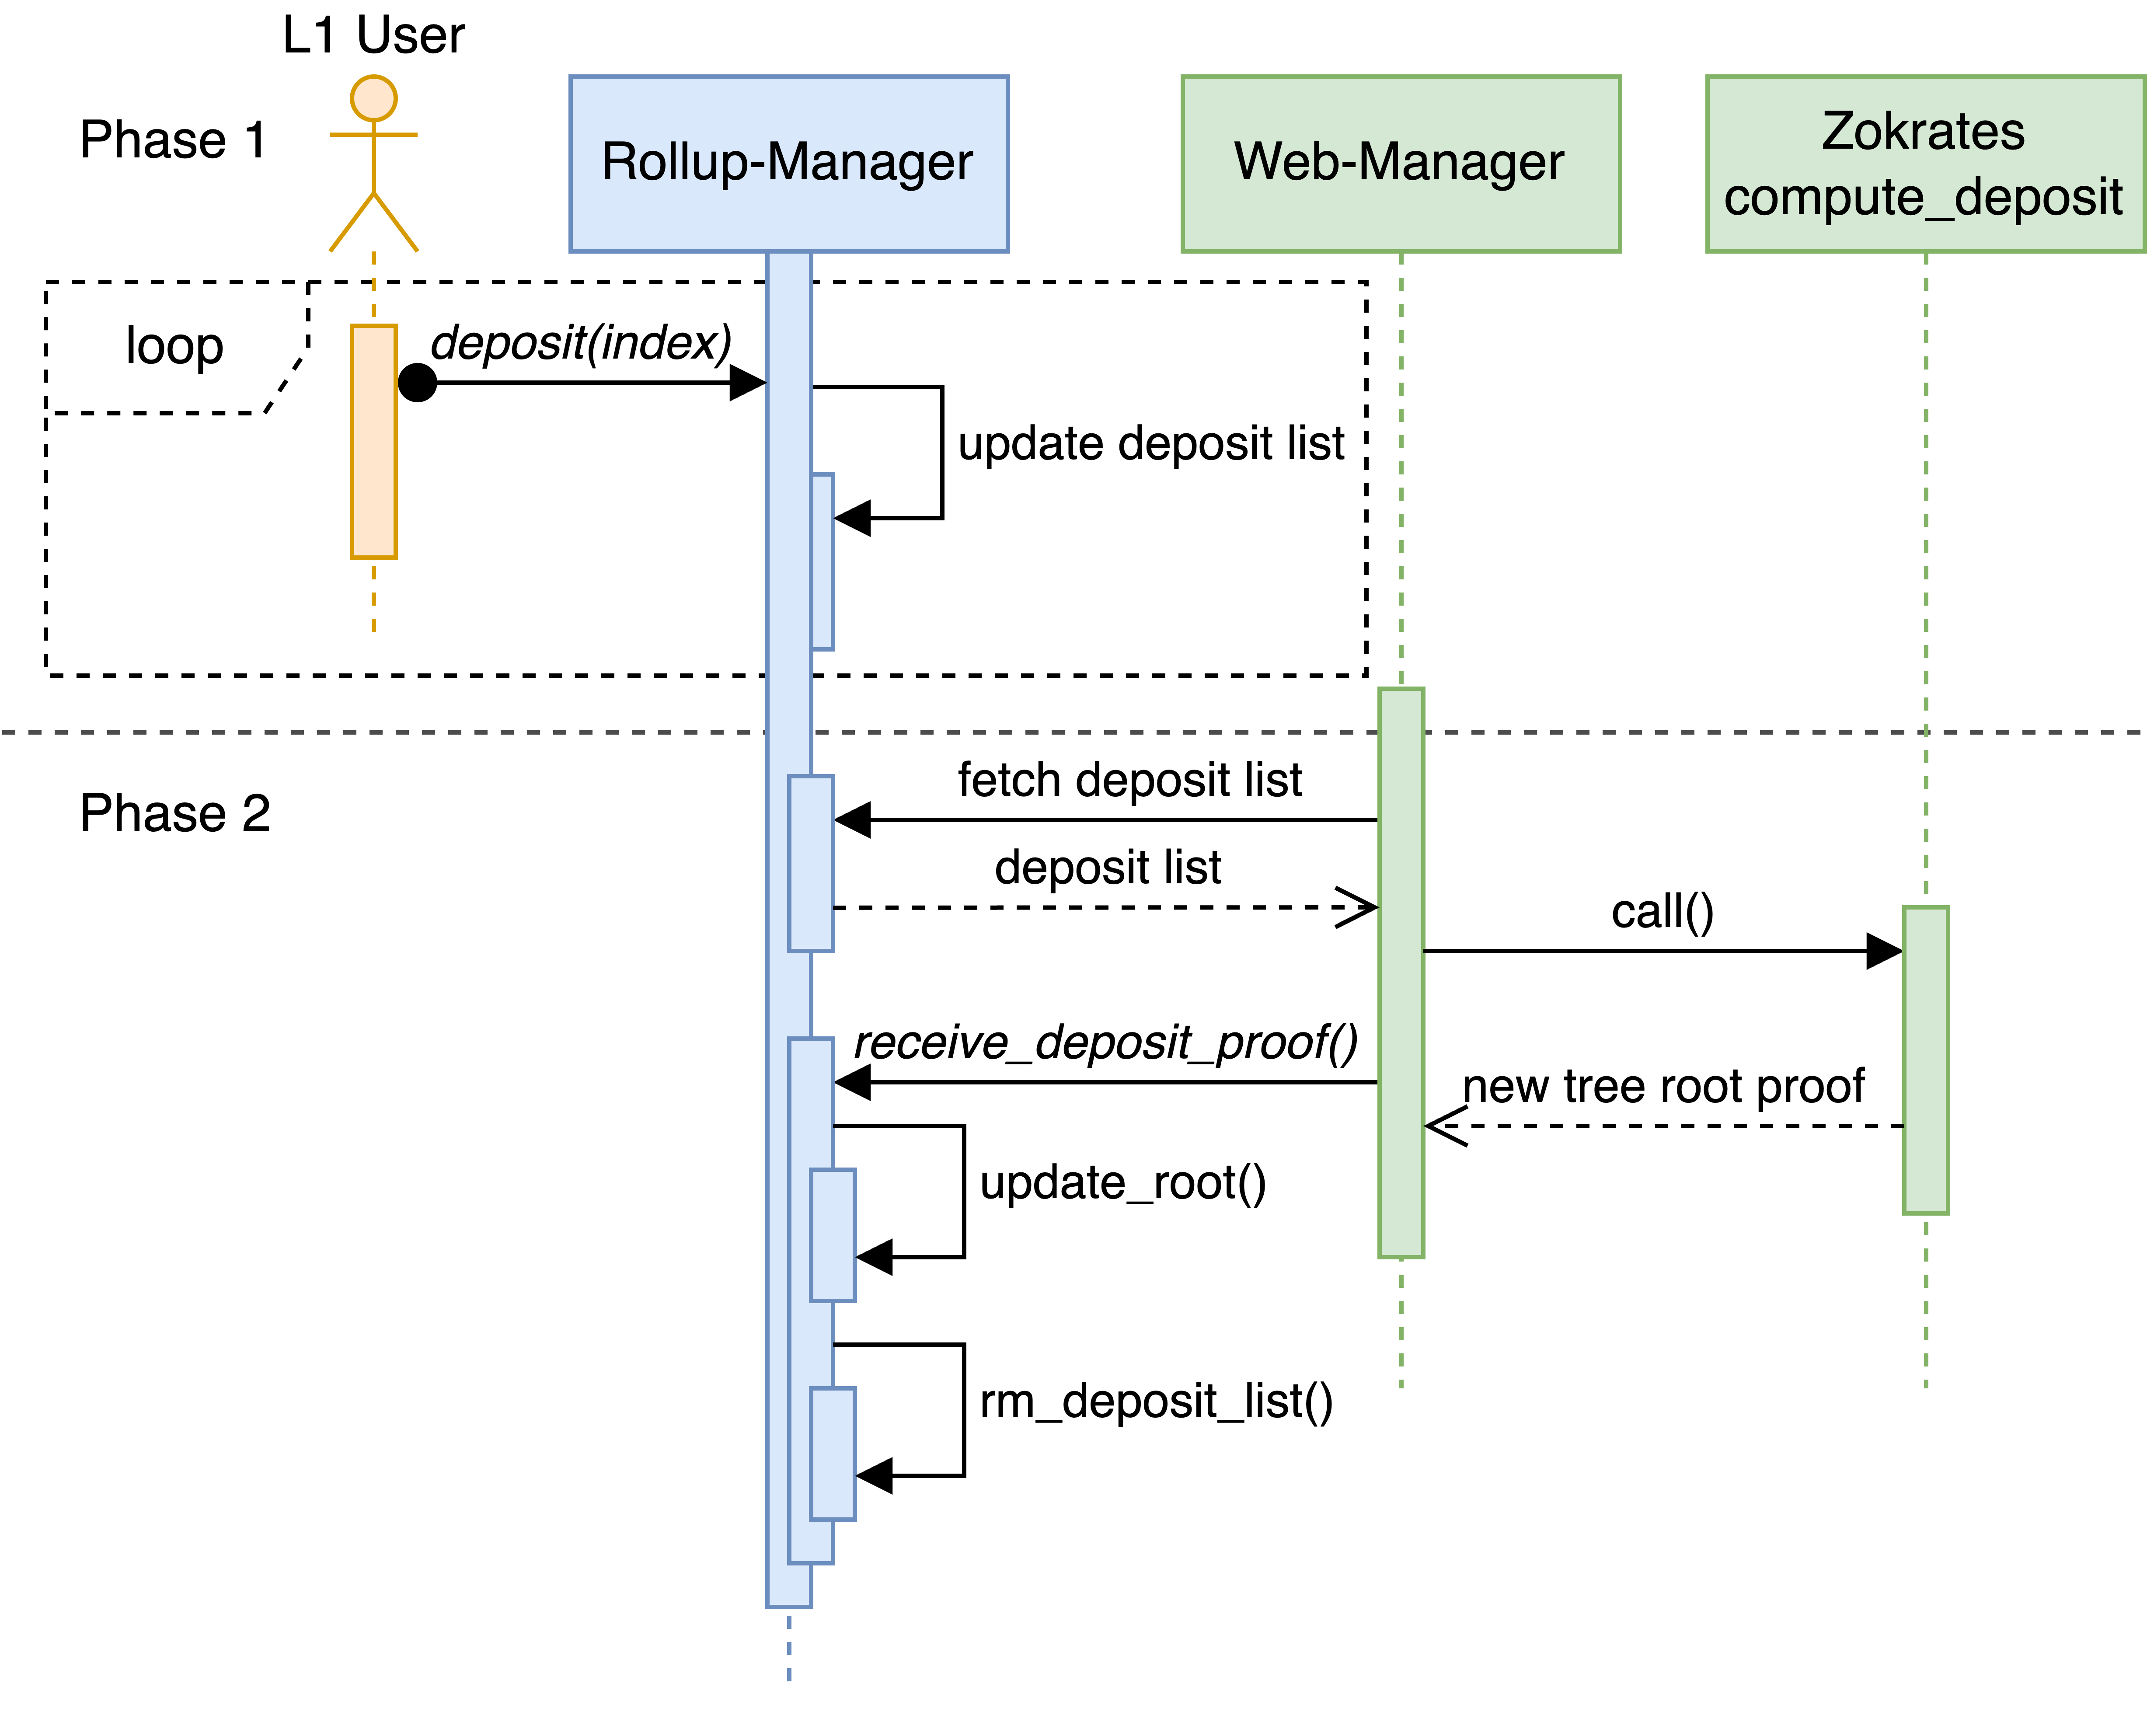 L1 User
Phase 1
Rollup-Manager
Web-Manager
Zokrates
compute_deposit
loop
deposit(index)
update deposit list
Phase 2
fetch deposit list
deposit list
call()
receive_deposit_proof()
new tree root proof
update_root()
rm_deposit_list()